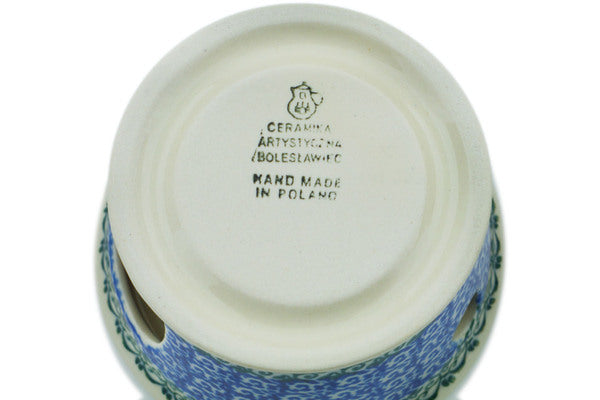 CERAMIKA
ARTYSTYCZNA
BOLESŁAWIEC
HAND MADE
IN POLAND